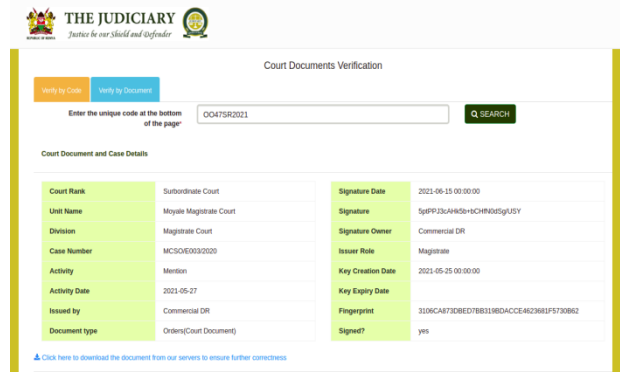 THE JUDICIARY
Justice be our Shield and Defender
REPUBLIC OF KENYA
Court Documents Verification
Verify by Code
Verify by Document
Enter the unique code at the bottom
of the page*
OO47SR2021
SEARCH
Court Document and Case Details
Court Rank Surbordinate Court
Unit Name Moyale Magistrate Court
Division Magistrate Court
Case Number MCSO/E003/2020
Activity Mention
Activity Date 2021-05-27
Issued by Commercial DR
Document type Orders(Court Document)
Signature Date 2021-06-15 00:00:00
Signature 5ptPPJ3cAHk5b+bCHfN0dSg/USY
Signature Owner Commercial DR
Issuer Role Magistrate
Key Creation Date 2021-05-25 00:00:00
Key Expiry Date
Fingerprint 3106CA873DBED7BB319BDACCE4623681F5730B62
Signed? yes
Click here to download the document from our servers to ensure further correctness